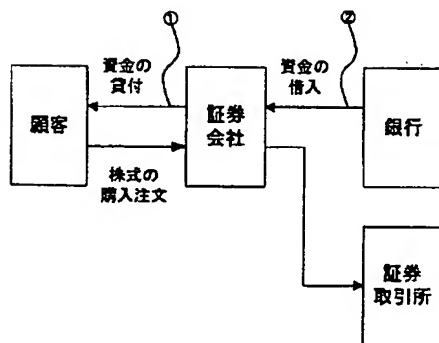 ①
②
資金の
貸付
資金の
借入
顧客
証券
会社
銀行
株式の
購入注文
証券
取引所